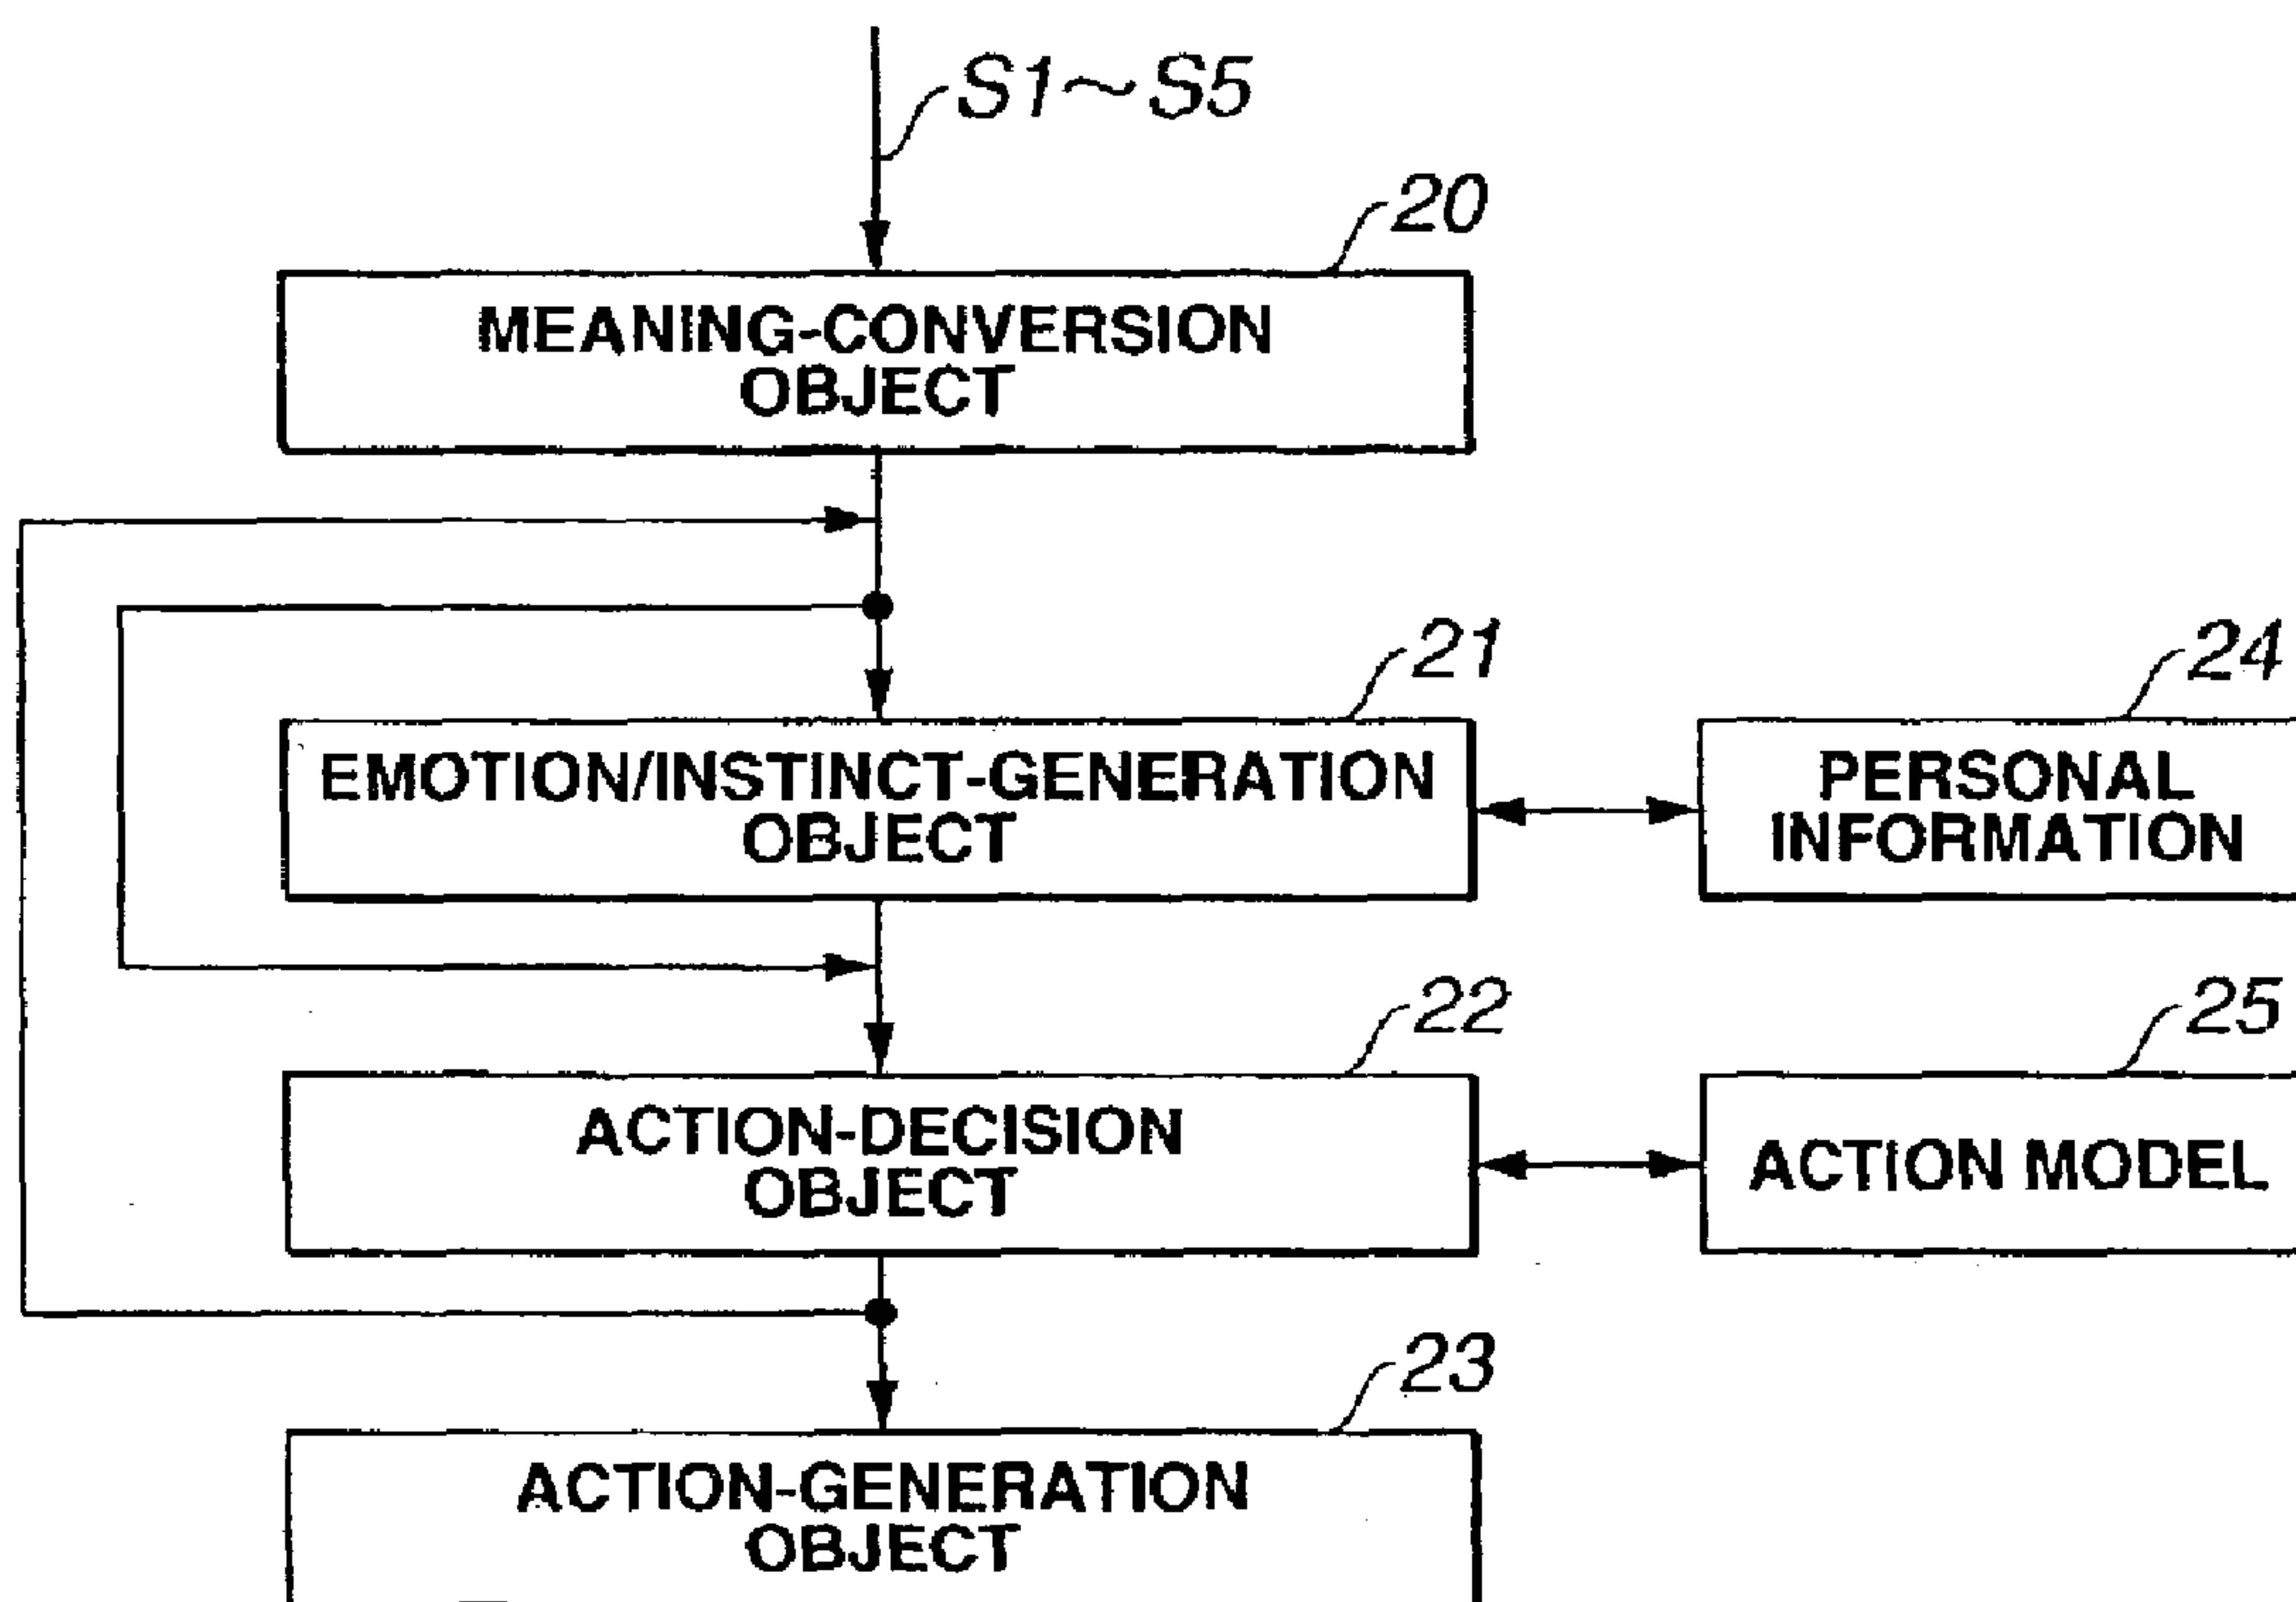 S1~S5
20
MEANING-CONVERSION
OBJECT
21
EMOTION/INSTINCT-GENERATION
OBJECT
24
PERSONAL
INFORMATION
22
ACTION-DECISION
OBJECT
25
ACTION MODEL
23
ACTION-GENERATION
OBJECT